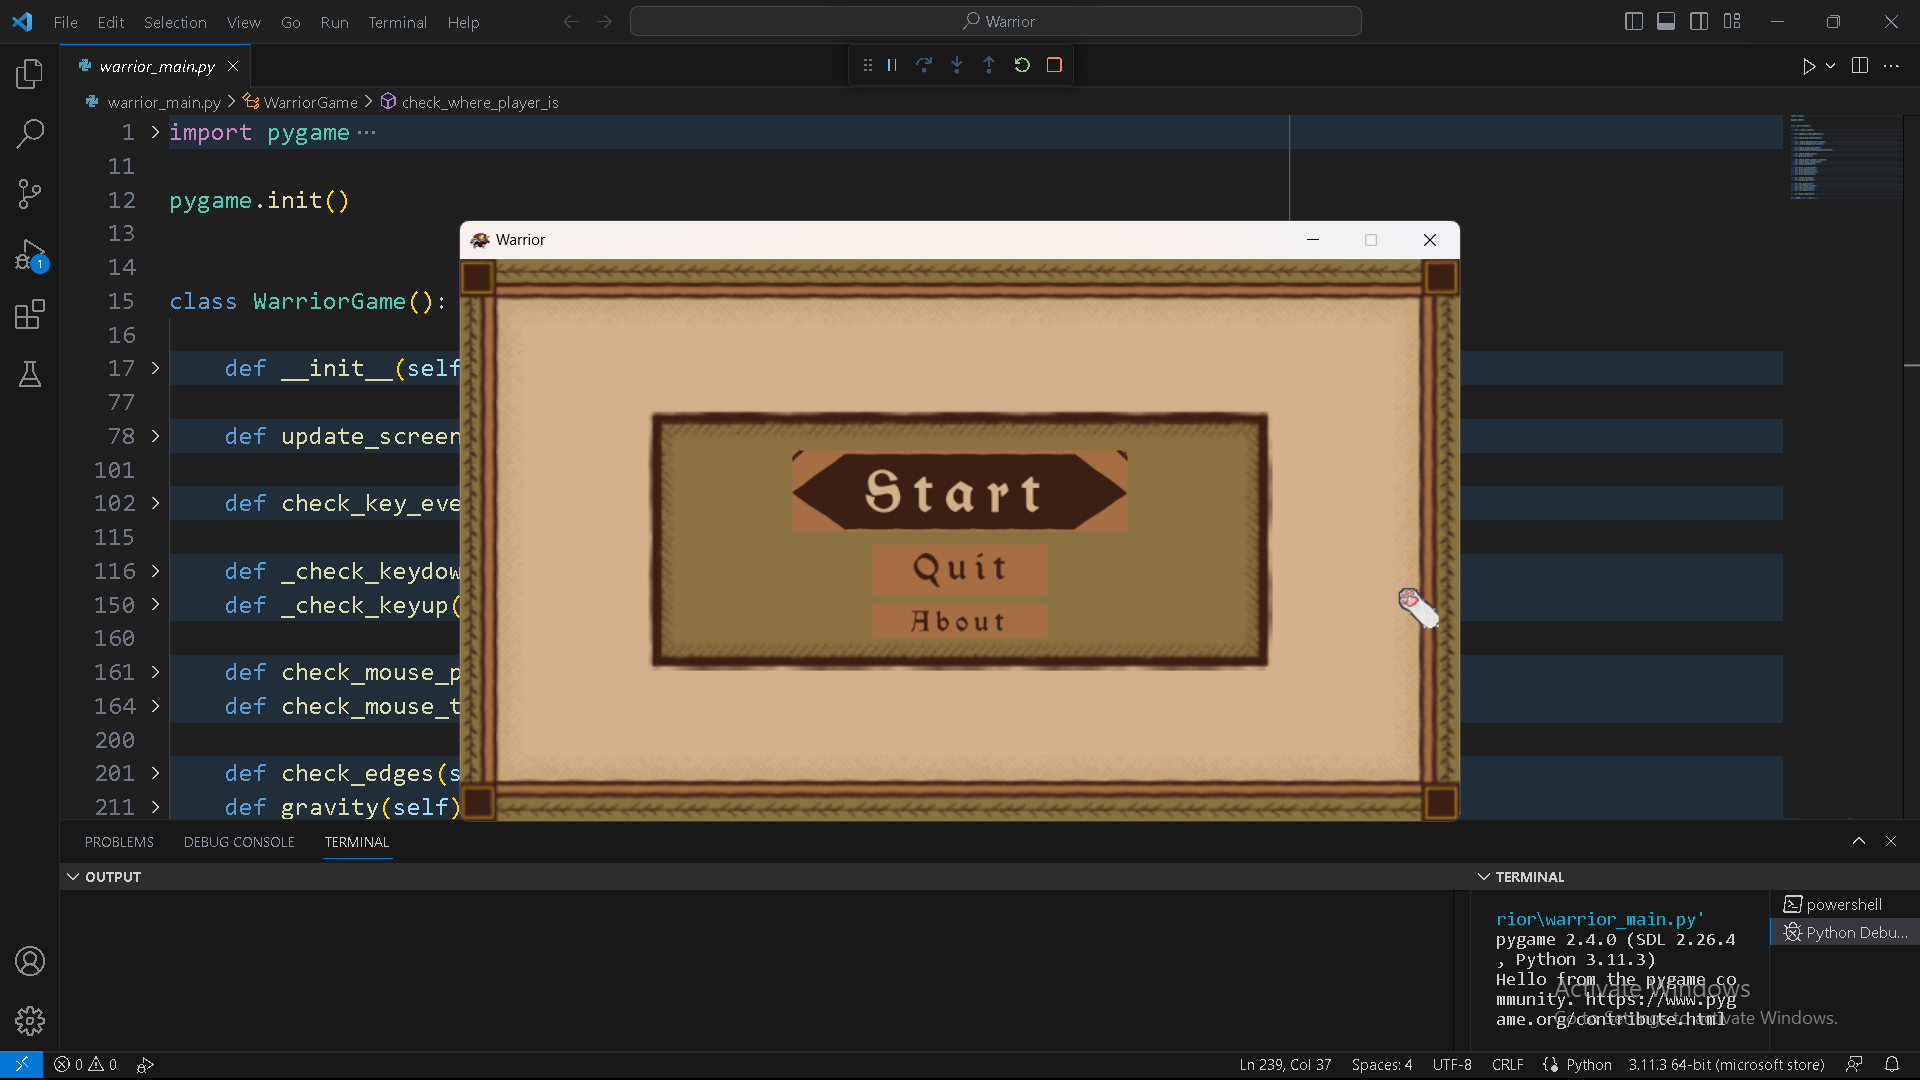 File Edit Selection View Go Run Terminal Help
Warrior
warrior_main.py
warrior_main.py > WarriorGame > check_where_player_is
1 import pygame ···
11
12 pygame.init()
13
14
15 class WarriorGame():
16
17 def __init__(self
77
78 def update_screen
101
102 def check_key_eve
115
116 def _check_keydow
150 def _check_keyup(
160
161 def check_mouse_p
164 def check_mouse_t
200
201 def check_edges(s
211 def gravity(self)
Warrior
Start
Quit
About
PROBLEMS DEBUG CONSOLE TERMINAL
OUTPUT
TERMINAL
rior\warrior_main.py'
pygame 2.4.0 (SDL 2.26.4
, Python 3.11.3)
Hello from the pygame co
mmunity. https://www.pyg
ame.org/contribute.html
powershell
Python Debu...
Activate Windows
Go to Settings to activate Windows.
0 0
Ln 239, Col 37 Spaces: 4 UTF-8 CRLF Python 3.11.3 64-bit (microsoft store)
1